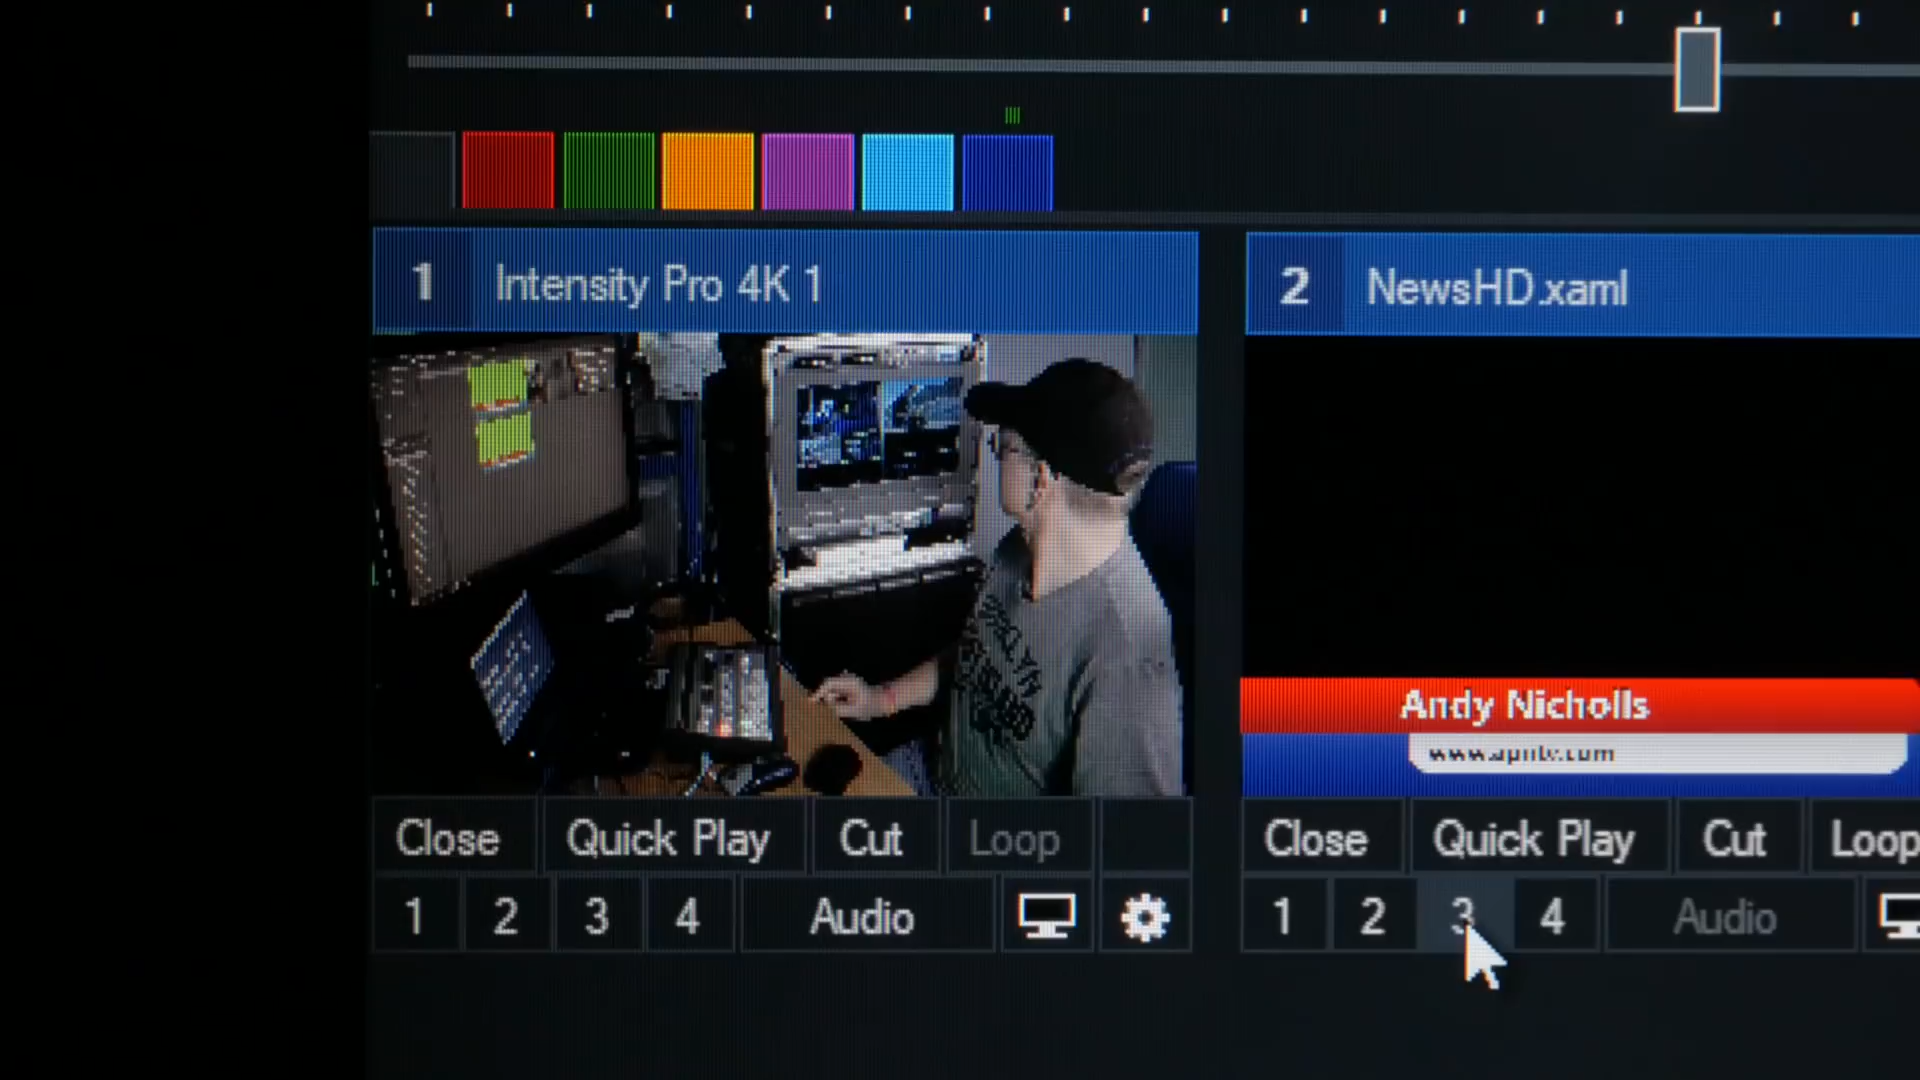 1 Intensity Pro 4K 1
2 NewsHD.xaml
Andy Nicholls
Close Quick Play Cut Loop
Close Quick Play Cut Loop
1 2 3 4 Audio
1 2 3 4 Audio